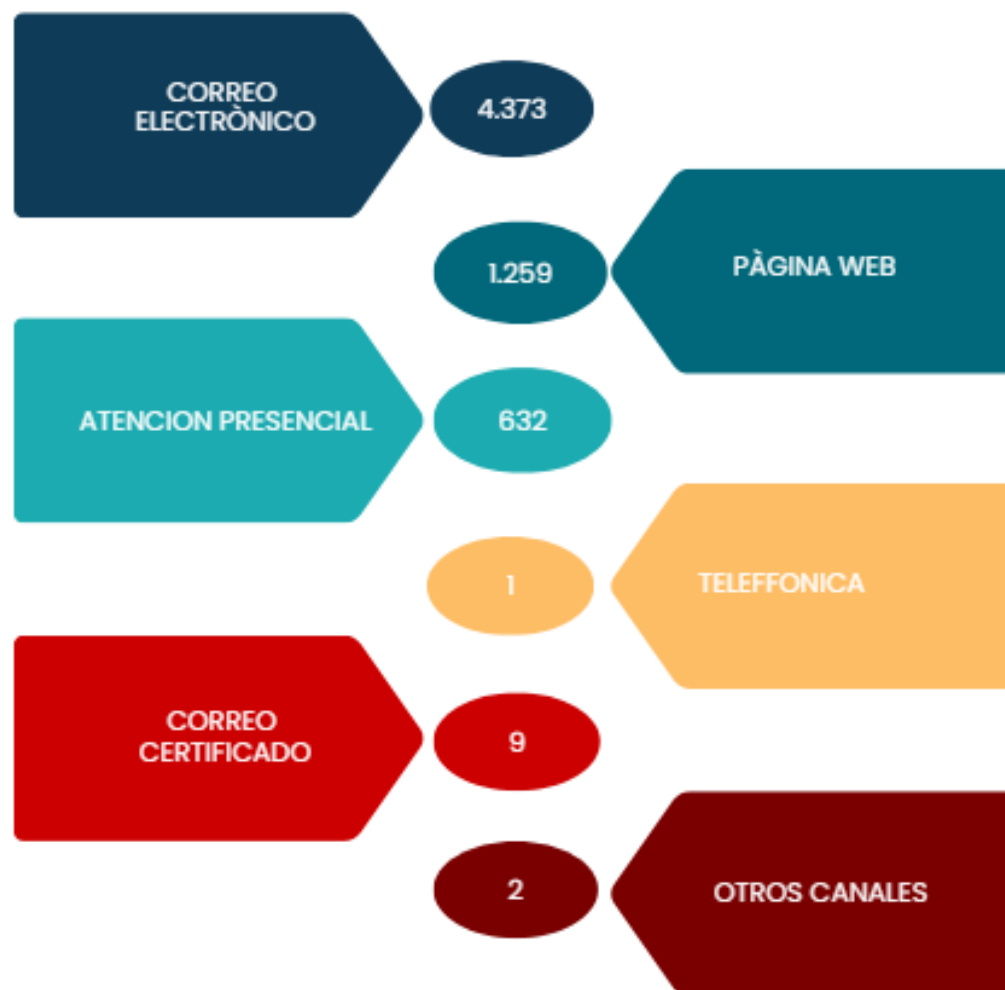 CORREO
ELECTRÒNICO
4.373
1.259
PÀGINA WEB
ATENCION PRESENCIAL
632
1
TELEFFONICA
CORREO
CERTIFICADO
9
2
OTROS CANALES